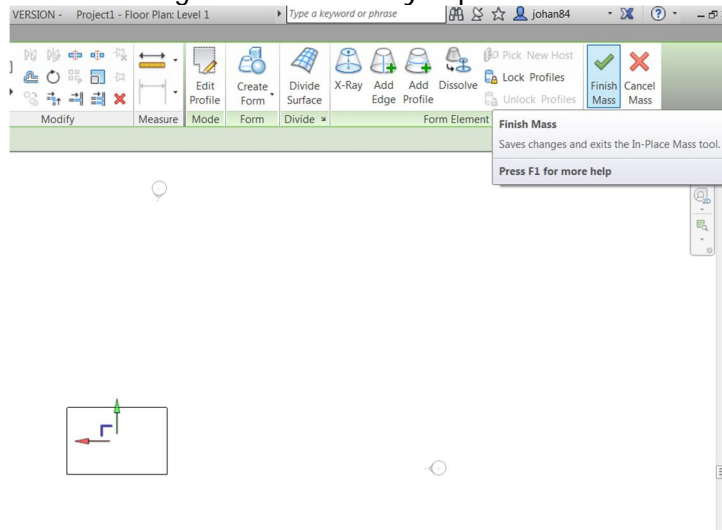 VERSION - Project1 - Floor Plan: Level 1 Type a keyword or phrase johan84
Pick New Host
Lock Profiles
Unlock Profiles
Edit Profile
Create Form
Divide Surface
X-Ray
Add Edge
Add Profile
Dissolve
Finish Mass
Cancel Mass
Modify Measure Mode Form Divide Form Element
Finish Mass
Saves changes and exits the In-Place Mass tool.
Press F1 for more help
2D